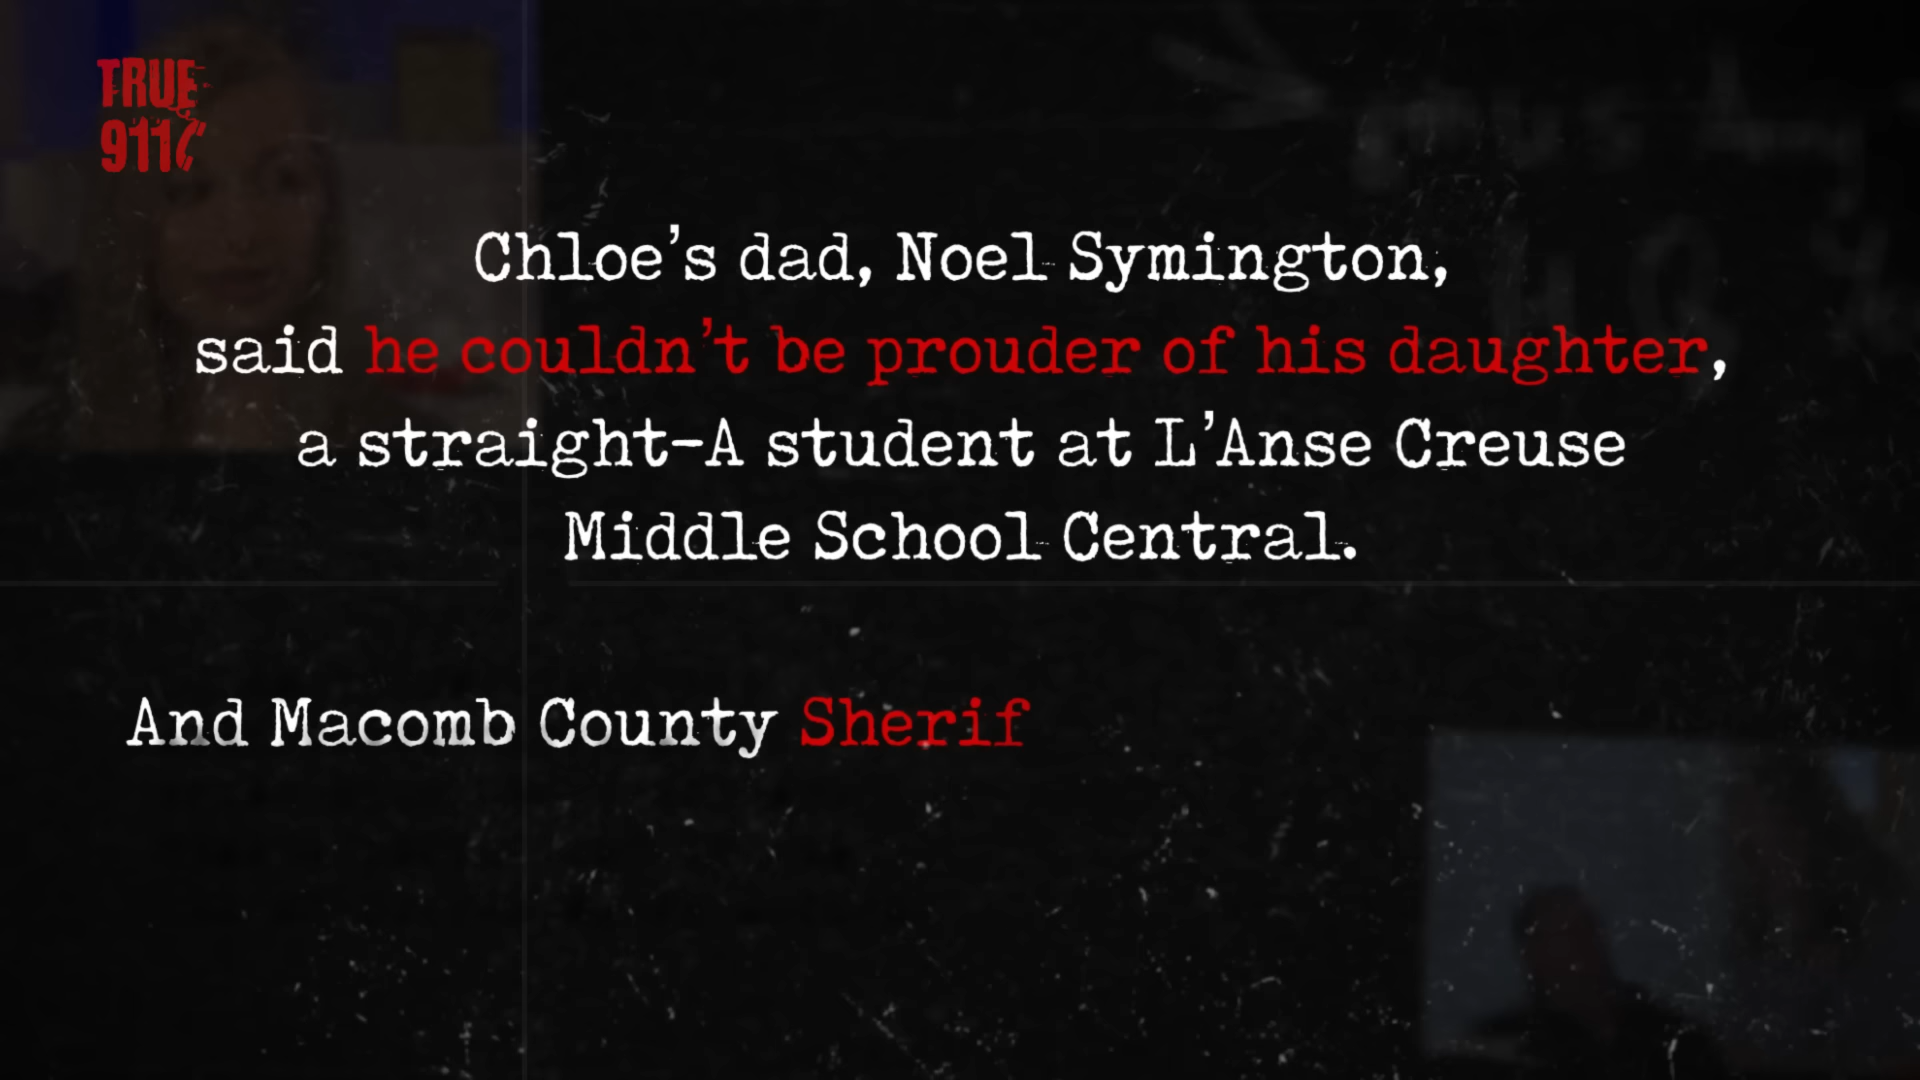 TRUE
911
Chloe’s dad, Noel Symington,
said he couldn’t be prouder of his daughter,
a straight-A student at L’Anse Creuse
Middle School Central.
And Macomb County Sherif